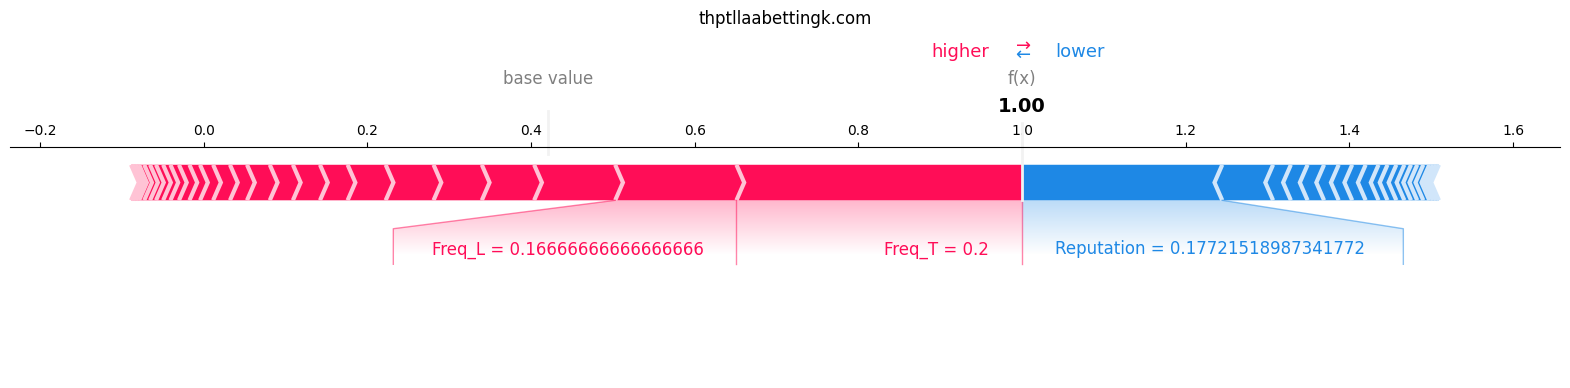 thptllaabettingk.com
higher ⇄ lower
base value f(x)
1.00
−0.2 0.0 0.2 0.4 0.6 0.8 1.0 1.2 1.4 1.6
Freq_L = 0.16666666666666666 Freq_T = 0.2 Reputation = 0.17721518987341772